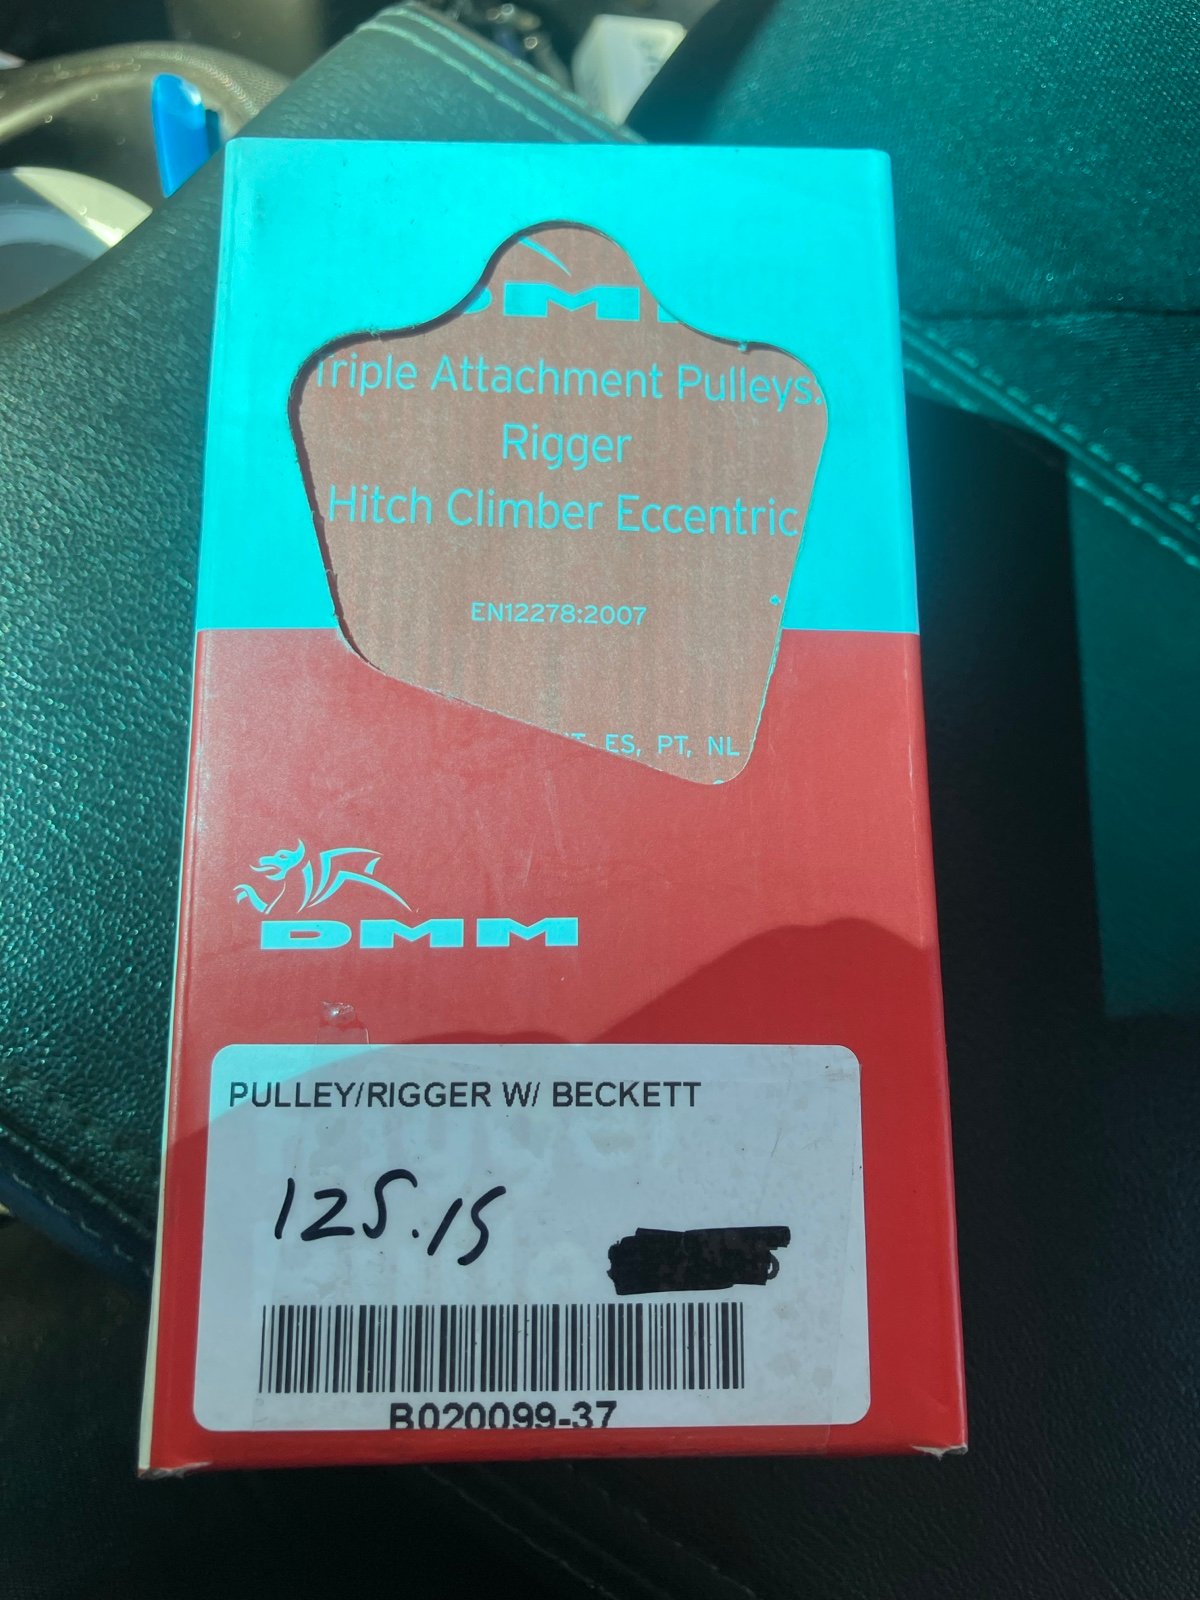 Triple Attachment Pulleys:
Rigger
Hitch Climber Eccentric
EN12278:2007
ES, PT, NL
DMM
PULLEY/RIGGER W/ BECKETT
125.15
B020099-37